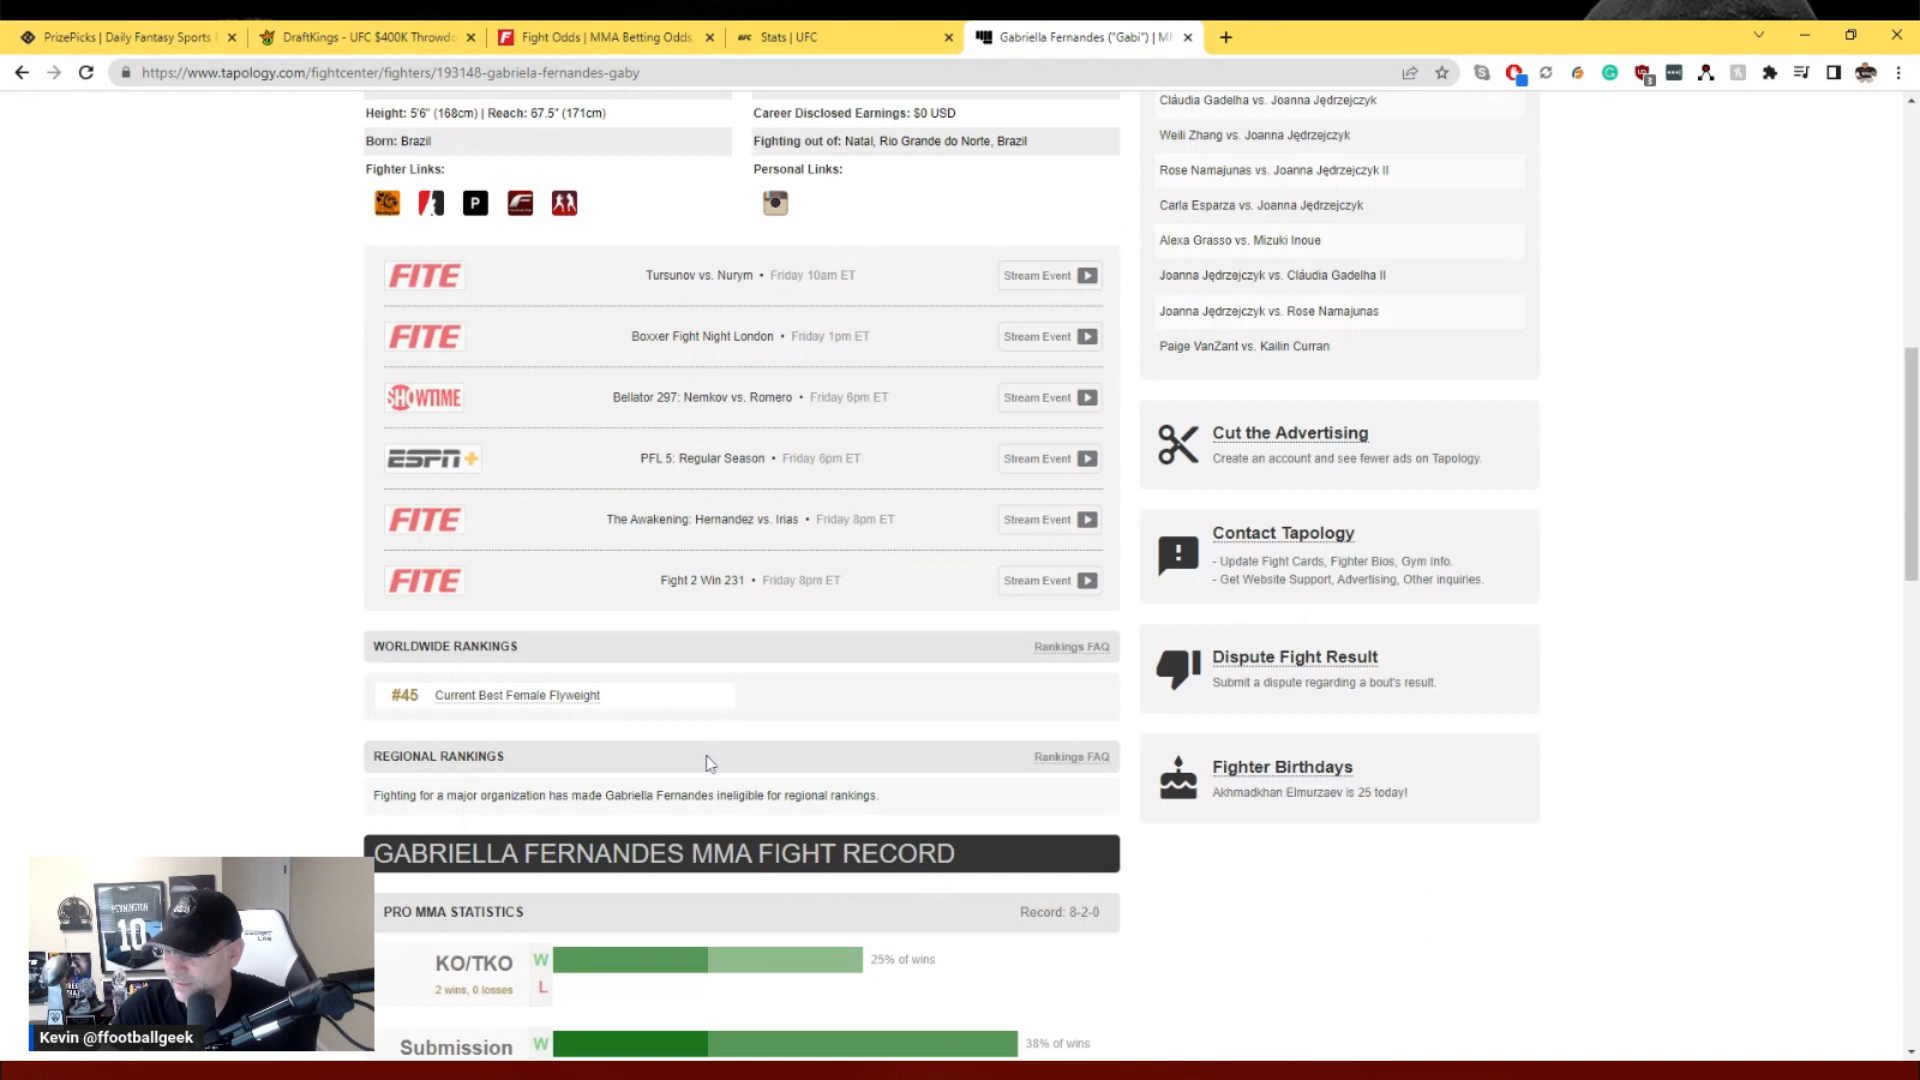 PrizePicks | Daily Fantasy Sports
DraftKings - UFC $400K Throwdo
Fight Odds | MMA Betting Odds,
UFC Stats | UFC
Gabriella Fernandes ("Gabi") | M
https://www.tapology.com/fightcenter/fighters/193148-gabriela-fernandes-gaby
3
Height: 5'6" (168cm) | Reach: 67.5" (171cm)
Career Disclosed Earnings: $0 USD
Born: Brazil
Fighting out of: Natal, Rio Grande do Norte, Brazil
Fighter Links:
Personal Links:
P
FITE Tursunov vs. Nurym • Friday 10am ET Stream Event
FITE Boxxer Fight Night London • Friday 1pm ET Stream Event
SHOWTIME Bellator 297: Nemkov vs. Romero • Friday 6pm ET Stream Event
ESPN+ PFL 5: Regular Season • Friday 6pm ET Stream Event
FITE The Awakening: Hernandez vs. Irias • Friday 8pm ET Stream Event
FITE Fight 2 Win 231 • Friday 8pm ET Stream Event
WORLDWIDE RANKINGS Rankings FAQ
#45 Current Best Female Flyweight
REGIONAL RANKINGS Rankings FAQ
Fighting for a major organization has made Gabriella Fernandes ineligible for regional rankings.
GABRIELLA FERNANDES MMA FIGHT RECORD
PRO MMA STATISTICS Record: 8-2-0
KO/TKO W 25% of wins
2 wins, 0 losses L
Submission W 38% of wins
Cláudia Gadelha vs. Joanna Jędrzejczyk
Weili Zhang vs. Joanna Jędrzejczyk
Rose Namajunas vs. Joanna Jędrzejczyk II
Carla Esparza vs. Joanna Jędrzejczyk
Alexa Grasso vs. Mizuki Inoue
Joanna Jędrzejczyk vs. Cláudia Gadelha II
Joanna Jędrzejczyk vs. Rose Namajunas
Paige VanZant vs. Kailin Curran
Cut the Advertising
Create an account and see fewer ads on Tapology.
Contact Tapology
- Update Fight Cards, Fighter Bios, Gym Info.
- Get Website Support, Advertising, Other inquiries.
Dispute Fight Result
Submit a dispute regarding a bout's result.
Fighter Birthdays
Akhmadkhan Elmurzaev is 25 today!
10
Kevin @ffootballgeek